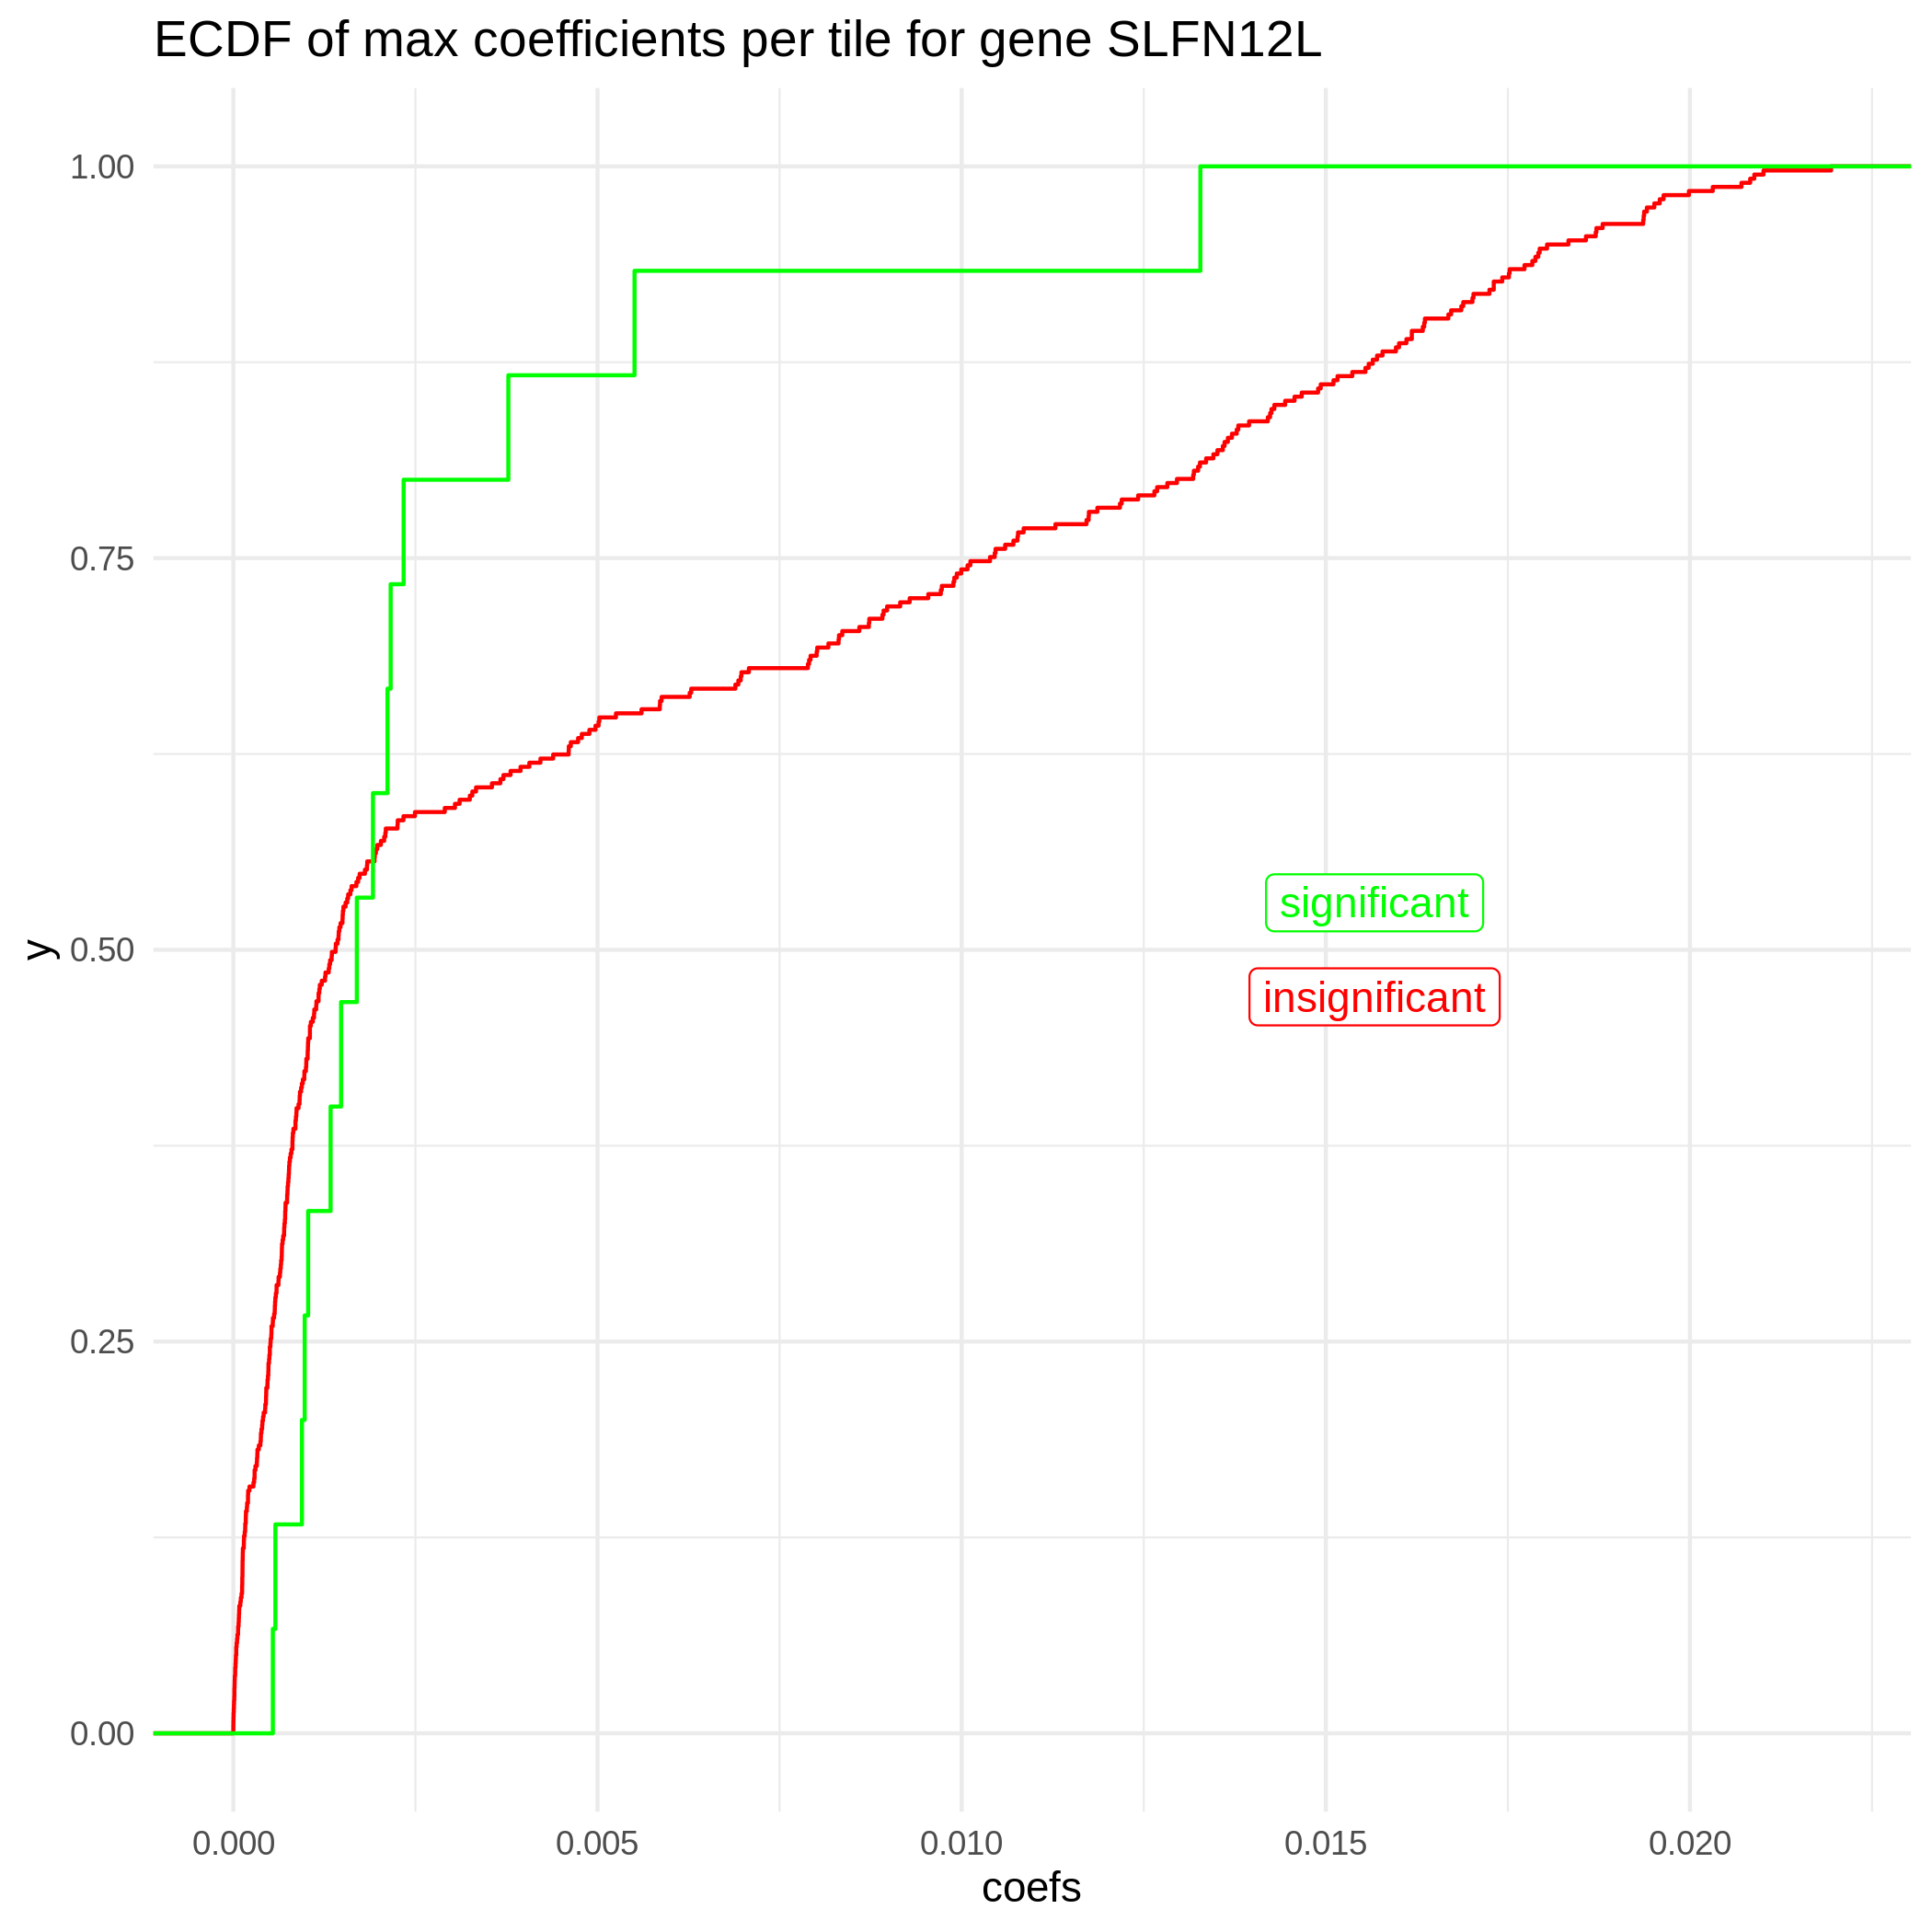 ECDF of max coefficients per tile for gene SLFN12L
1.00
0.75
0.50
0.25
0.00
y
significant
insignificant
0.000 0.005 0.010 0.015 0.020
coefs